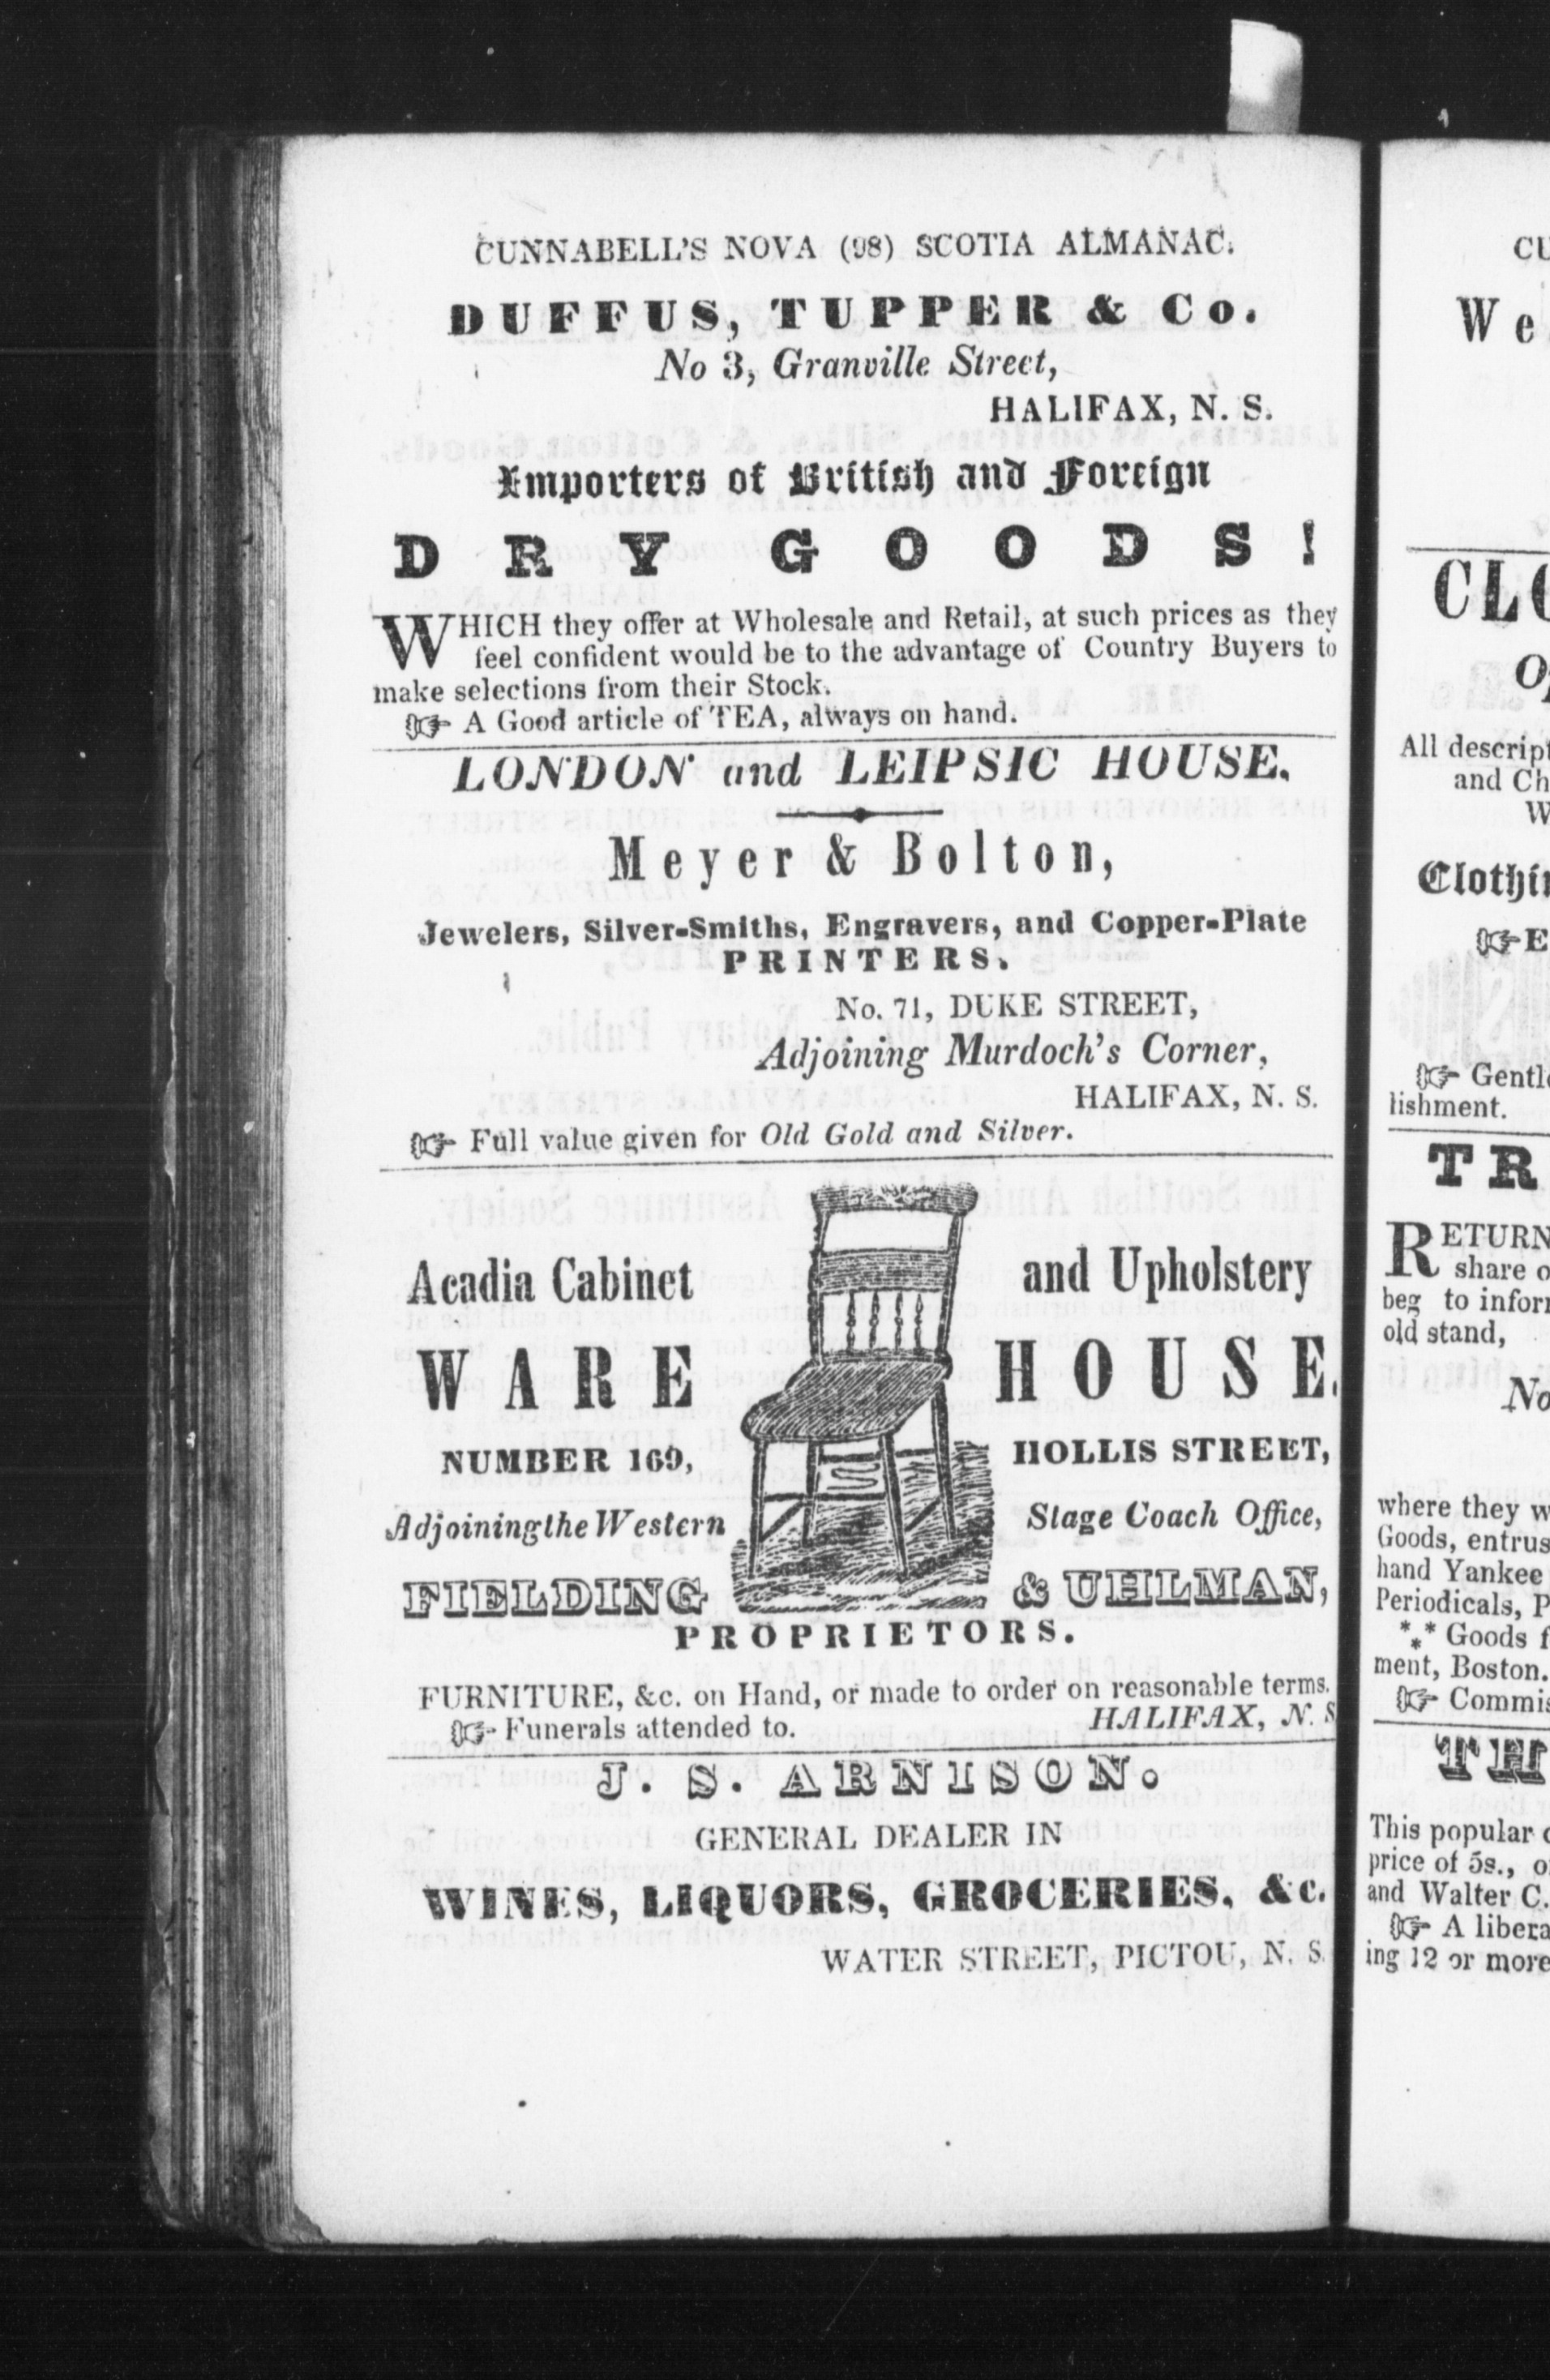 CUNNABELL'S NOVA (98) SCOTIA ALMANAC.
DUFFUS, TUPPER & Co.
No 3, Granville Street,
HALIFAX, N. S.
Importers of British and Foreign
DRY GOODS!
WHICH they offer at Wholesale and Retail, at such prices as they
feel confident would be to the advantage of Country Buyers to
make selections from their Stock.
☞ A Good article of TEA, always on hand.
LONDON and LEIPSIC HOUSE.
Meyer & Bolton,
Jewelers, Silver-Smiths, Engravers, and Copper-Plate
PRINTERS.
No. 71, DUKE STREET,
Adjoining Murdoch's Corner,
HALIFAX, N. S.
☞ Full value given for Old Gold and Silver.
Acadia Cabinet and Upholstery
WARE HOUSE.
NUMBER 169, HOLLIS STREET,
Adjoining the Western Stage Coach Office,
FIELDING & UHLMAN,
PROPRIETORS.
FURNITURE, &c. on Hand, or made to order on reasonable terms.
☞ Funerals attended to. HALIFAX, N. S
J. S. ARNISON.
GENERAL DEALER IN
WINES, LIQUORS, GROCERIES, &c.
WATER STREET, PICTOU, N. S.
CU
We
CLO
Op
All descript
and Ch
W
Clothi
☞ E
☞ Gentle
lishment.
TR
RETURN
share o
beg to infor
old stand,
No
where they w
Goods, entrus
hand Yankee
Periodicals, P
*** Goods f
ment, Boston.
☞ Commis
TH
This popular
price of 5s., o
and Walter C.
☞ A libera
ing 12 or more